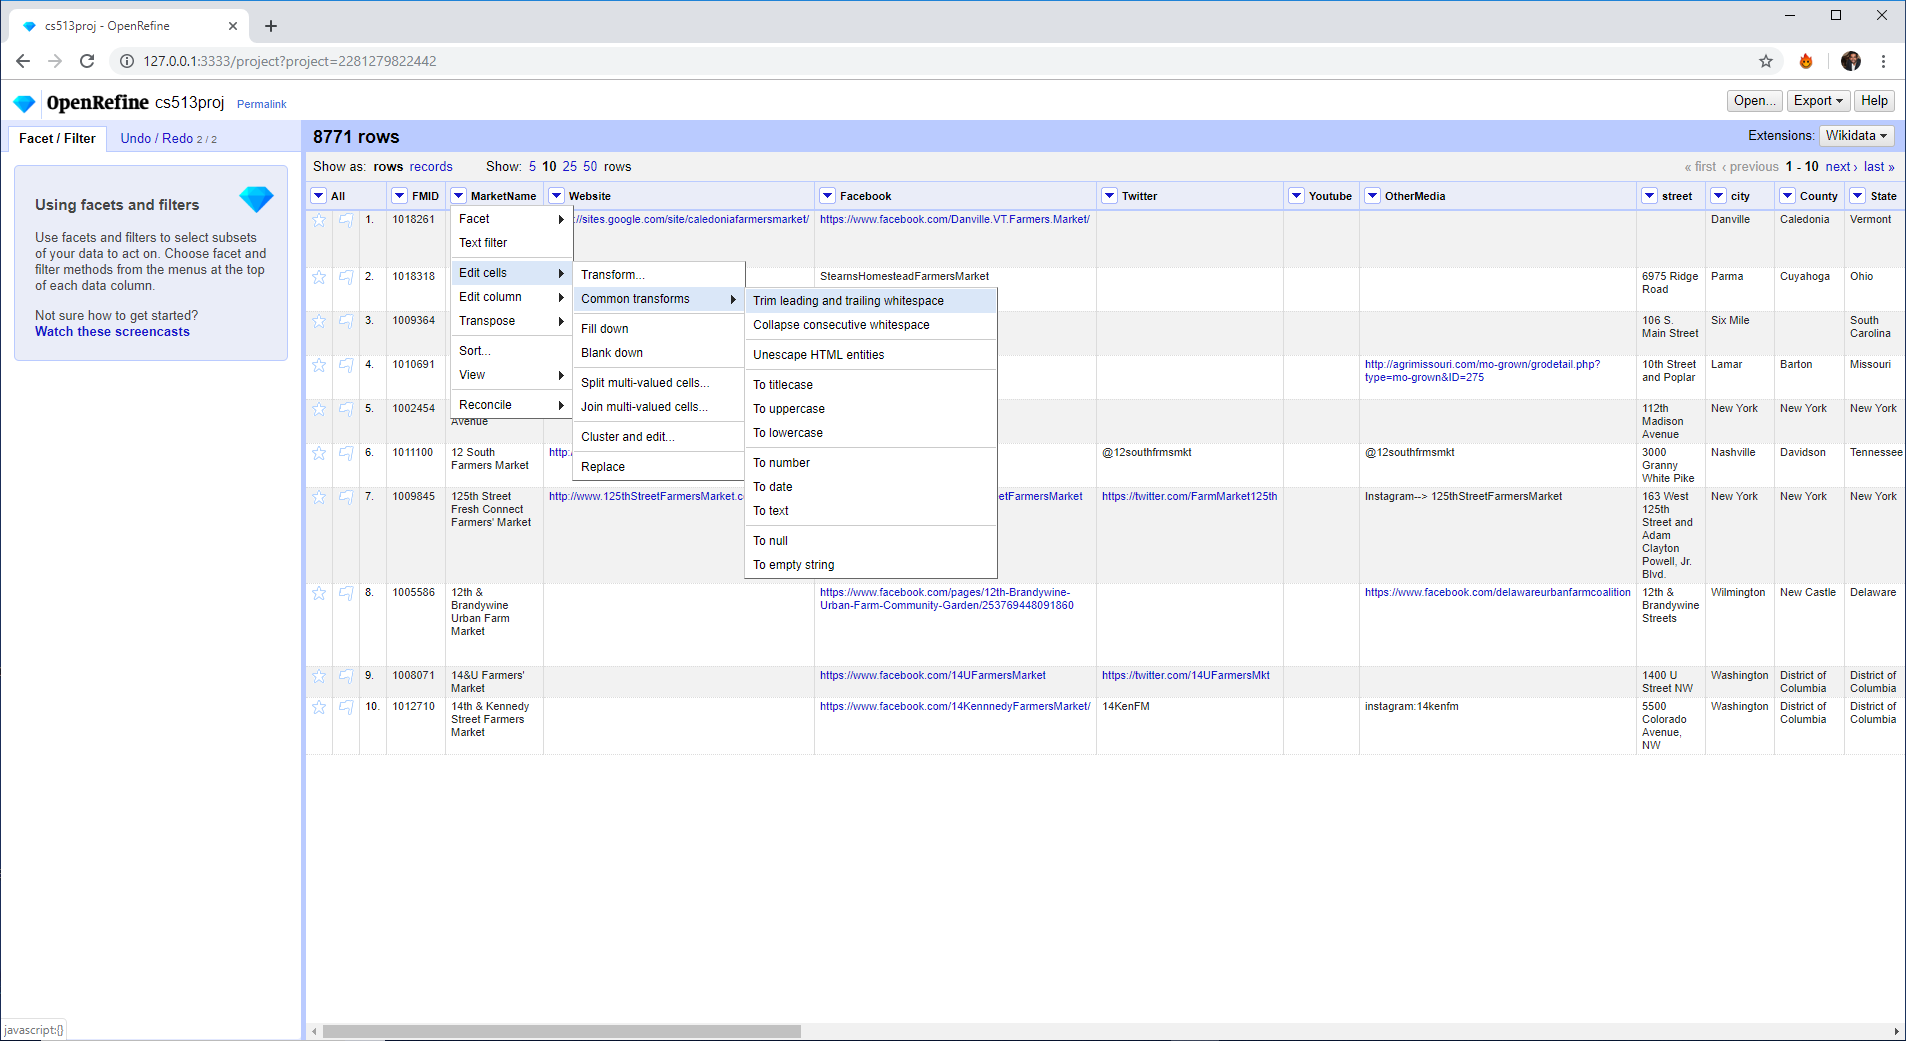 cs513proj - OpenRefine
127.0.0.1:3333/project?project=2281279822442
OpenRefine cs513proj Permalink
Open... Export Help
Facet / Filter Undo / Redo 2 / 2
8771 rows
Extensions: Wikidata
Show as: rows records Show: 5 10 25 50 rows
« first ‹ previous 1 - 10 next › last »
Using facets and filters
Use facets and filters to select subsets
of your data to act on. Choose facet and
filter methods from the menus at the top
of each data column.
Not sure how to get started?
Watch these screencasts
All FMID MarketName Website Facebook Twitter Youtube OtherMedia street city County State
1. 1018261 ://sites.google.com/site/caledoniafarmersmarket/ https://www.facebook.com/Danville.VT.Farmers.Market/ Danville Caledonia Vermont
2. 1018318 StearnsHomesteadFarmersMarket 6975 Ridge Parma Cuyahoga Ohio
Road
3. 1009364 106 S. Six Mile South
Main Street Carolina
4. 1010691 http://agrimissouri.com/mo-grown/grodetail.php? 10th Street Lamar Barton Missouri
type=mo-grown&ID=275 and Poplar
5. 1002454 112th New York New York New York
Avenue Madison
Avenue
6. 1011100 12 South http:/ @12southfrmsmkt @12southfrmsmkt 3000 Nashville Davidson Tennessee
Farmers Market Granny
White Pike
7. 1009845 125th Street http://www.125thStreetFarmersMarket.c etFarmersMarket https://twitter.com/FarmMarket125th Instagram--> 125thStreetFarmersMarket 163 West New York New York New York
Fresh Connect 125th
Farmers' Market Street and
Adam
Clayton
Powell, Jr.
Blvd.
8. 1005586 12th & https://www.facebook.com/pages/12th-Brandywine- https://www.facebook.com/delawareurbanfarmcoalition 12th & Wilmington New Castle Delaware
Brandywine Urban-Farm-Community-Garden/253769448091860 Brandywine
Urban Farm Streets
Market
9. 1008071 14&U Farmers' https://www.facebook.com/14UFarmersMarket https://twitter.com/14UFarmersMkt 1400 U Washington District of District of
Market Street NW Columbia Columbia
10. 1012710 14th & Kennedy https://www.facebook.com/14KennnedyFarmersMarket/ 14KenFM instagram:14kenfm 5500 Washington District of District of
Street Farmers Colorado Columbia Columbia
Market Avenue,
NW
Facet
Text filter
Edit cells
Edit column
Transpose
Sort...
View
Reconcile
Transform...
Common transforms
Fill down
Blank down
Split multi-valued cells...
Join multi-valued cells...
Cluster and edit...
Replace
Trim leading and trailing whitespace
Collapse consecutive whitespace
Unescape HTML entities
To titlecase
To uppercase
To lowercase
To number
To date
To text
To null
To empty string
javascript:{}